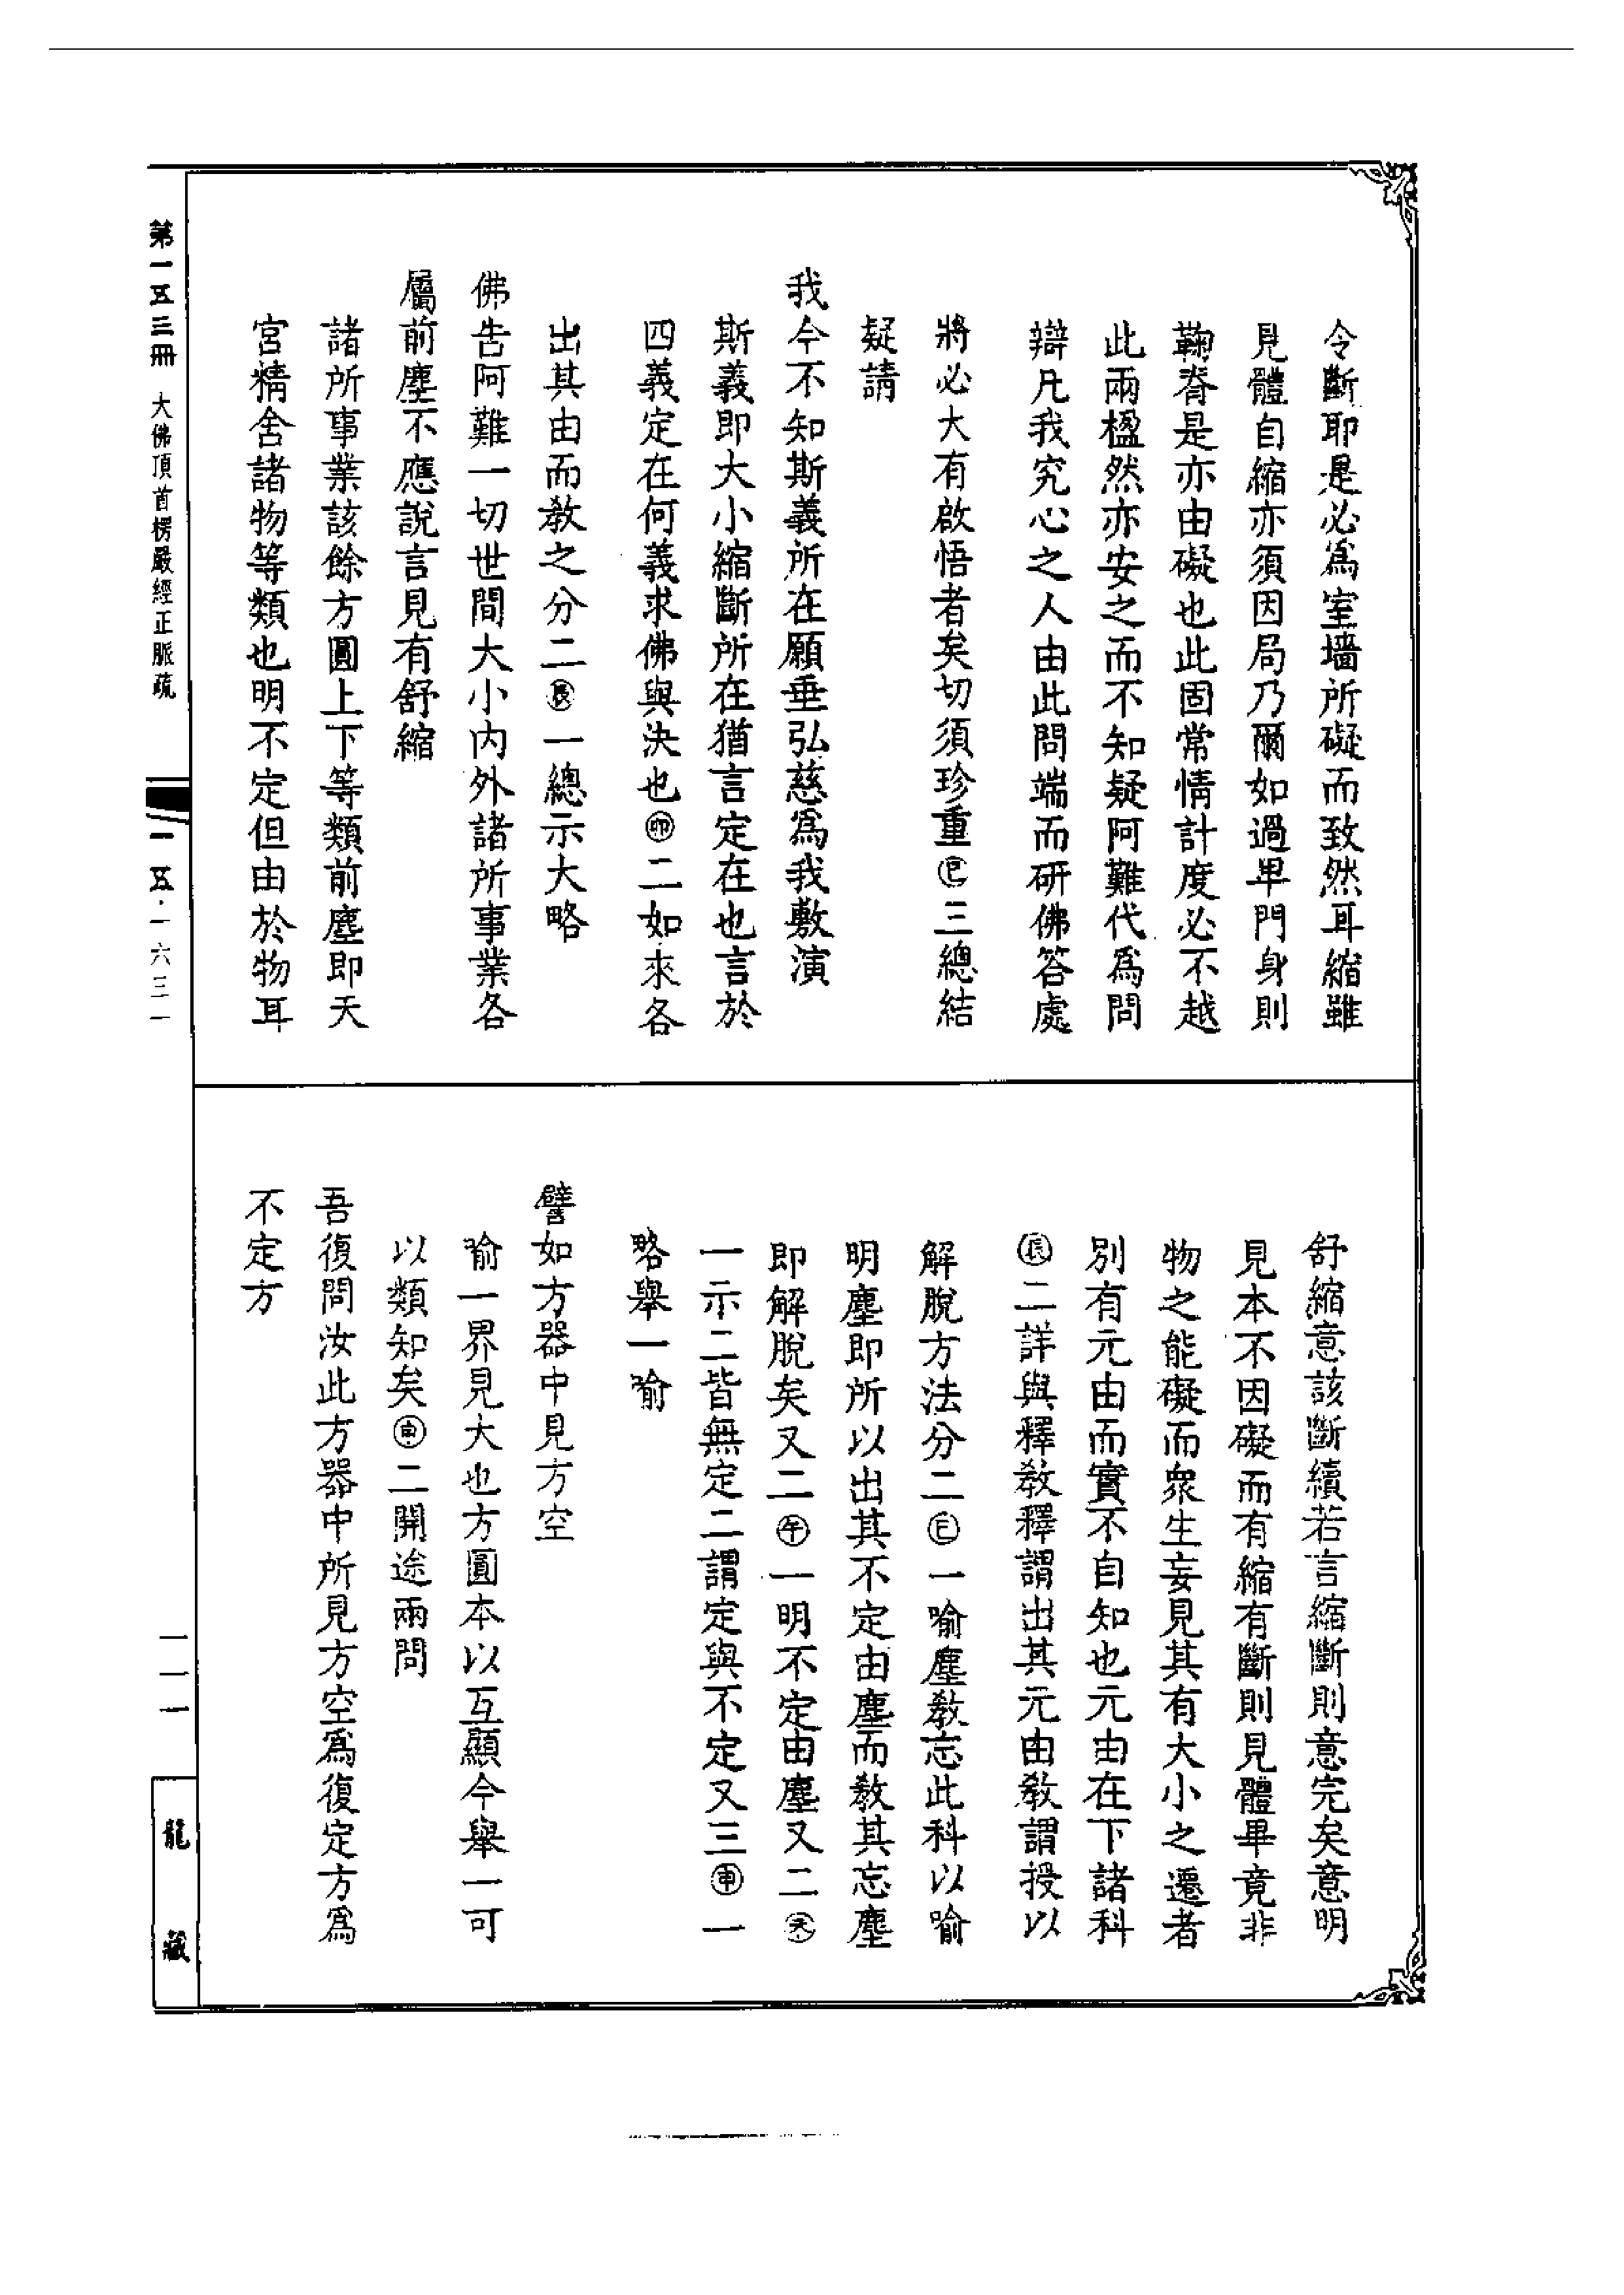 令斷耶是必爲室墻所礙而致然耳縮雖
見體自縮亦須因局乃爾如過卑門身則
鞠脊是亦由礙也此固常情計度必不越
此兩楹然亦安之而不知疑阿難代爲問
辯凡我究心之人由此問端而研佛答處
將必大有啟悟者矣切須珍重㊂三總結
疑請
我今不知斯義所在願垂弘慈爲我敷演
斯義即大小縮斷所在猶言定在也言於
四義定在何義求佛與決也卯二如來各
出其由而教之分二辰一總示大略
佛告阿難一切世間大小內外諸所事業各
屬前塵不應說言見有舒縮
諸所事業該餘方圓上下等類前塵即天
宮精舍諸物等類也明不定但由於物耳
舒縮意該斷續若言縮斷則意完矣意明
見本不因礙而有縮有斷則見體畢竟非
物之能礙而衆生妄見其有大小之遷者
別有元由而實不自知也元由在下諸科
辰二詳與釋教釋謂出其元由教謂授以
解脫方法分二巳一喻塵教忘此科以喻
明塵即所以出其不定由塵而教其忘塵
即解脫矣又二午一明不定由塵又二未
一示二皆無定二謂定與不定又三申一
略舉一喻
譬如方器中見方空
喻一界見大也方圓本以互顯今舉一可
以類知矣申二開途兩問
吾復問汝此方器中所見方空爲復定方爲
不定方
第一五三冊 大佛頂首楞嚴經正脈疏
一五·一六三一
一一一
龍藏